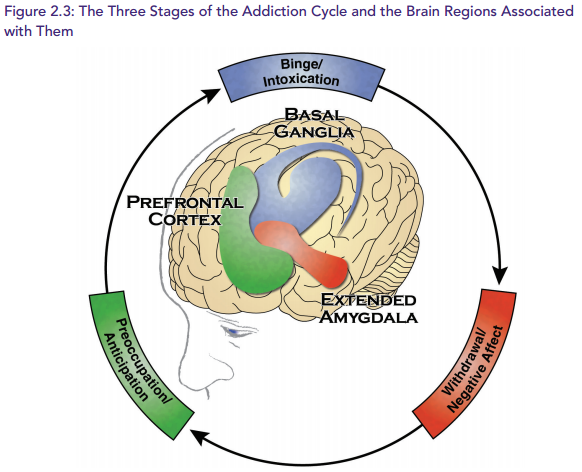 Figure 2.3: The Three Stages of the Addiction Cycle and the Brain Regions Associated
with Them
Binge/
Intoxication
BASAL
GANGLIA
PREFRONTAL
CORTEX
EXTENDED
AMYGDALA
Preoccupation/
Anticipation
Withdrawal/
Negative Affect